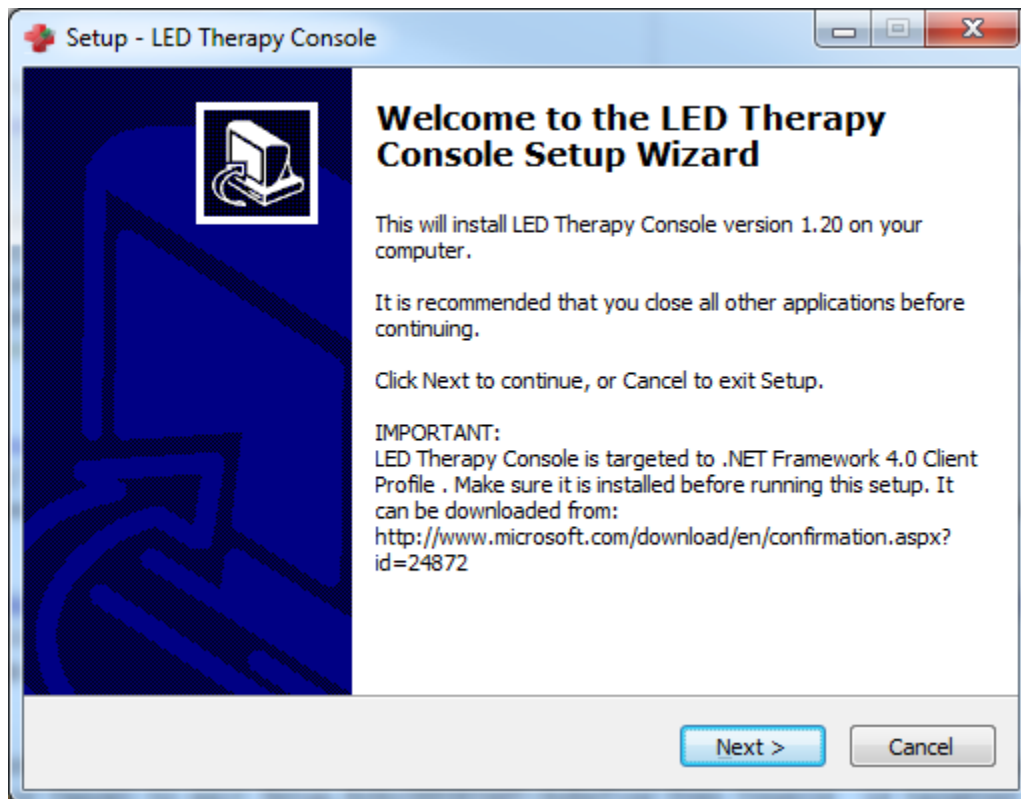 Setup - LED Therapy Console
Welcome to the LED Therapy
Console Setup Wizard
This will install LED Therapy Console version 1.20 on your
computer.
It is recommended that you close all other applications before
continuing.
Click Next to continue, or Cancel to exit Setup.
IMPORTANT:
LED Therapy Console is targeted to .NET Framework 4.0 Client
Profile . Make sure it is installed before running this setup. It
can be downloaded from:
http://www.microsoft.com/download/en/confirmation.aspx?
id=24872
Next >
Cancel